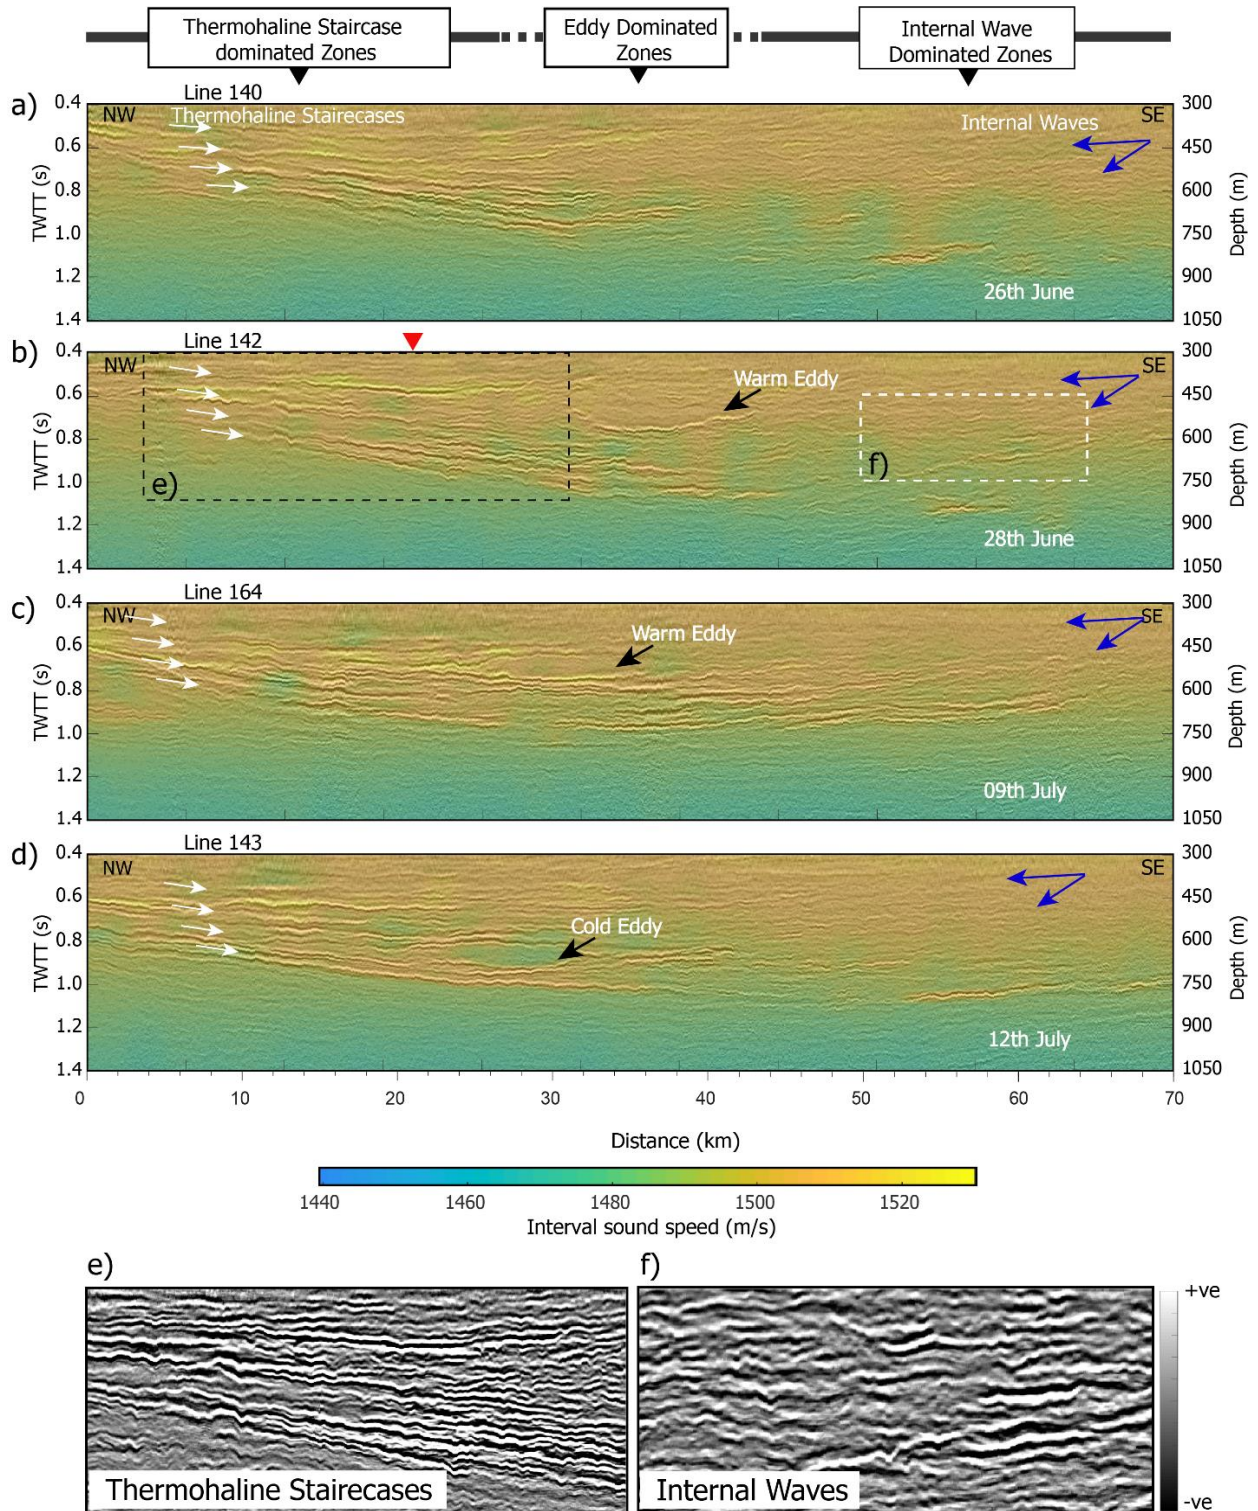 Thermohaline Staircase
dominated Zones
Eddy Dominated
Zones
Internal Wave
Dominated Zones
a)
Line 140
NW
Thermohaline Stairecases
Internal Waves
SE
0.4
0.6
0.8
1.0
1.2
1.4
TWTT (s)
300
450
600
750
900
1050
Depth (m)
26th June
b)
Line 142
NW
SE
Warm Eddy
e)
f)
0.4
0.6
0.8
1.0
1.2
1.4
TWTT (s)
300
450
600
750
900
1050
Depth (m)
28th June
c)
Line 164
NW
SE
Warm Eddy
0.4
0.6
0.8
1.0
1.2
1.4
TWTT (s)
300
450
600
750
900
1050
Depth (m)
09th July
d)
Line 143
NW
SE
Cold Eddy
0.4
0.6
0.8
1.0
1.2
1.4
TWTT (s)
300
450
600
750
900
1050
Depth (m)
12th July
0 10 20 30 40 50 60 70
Distance (km)
1440 1460 1480 1500 1520
Interval sound speed (m/s)
e)
Thermohaline Stairecases
f)
Internal Waves
+ve
-ve